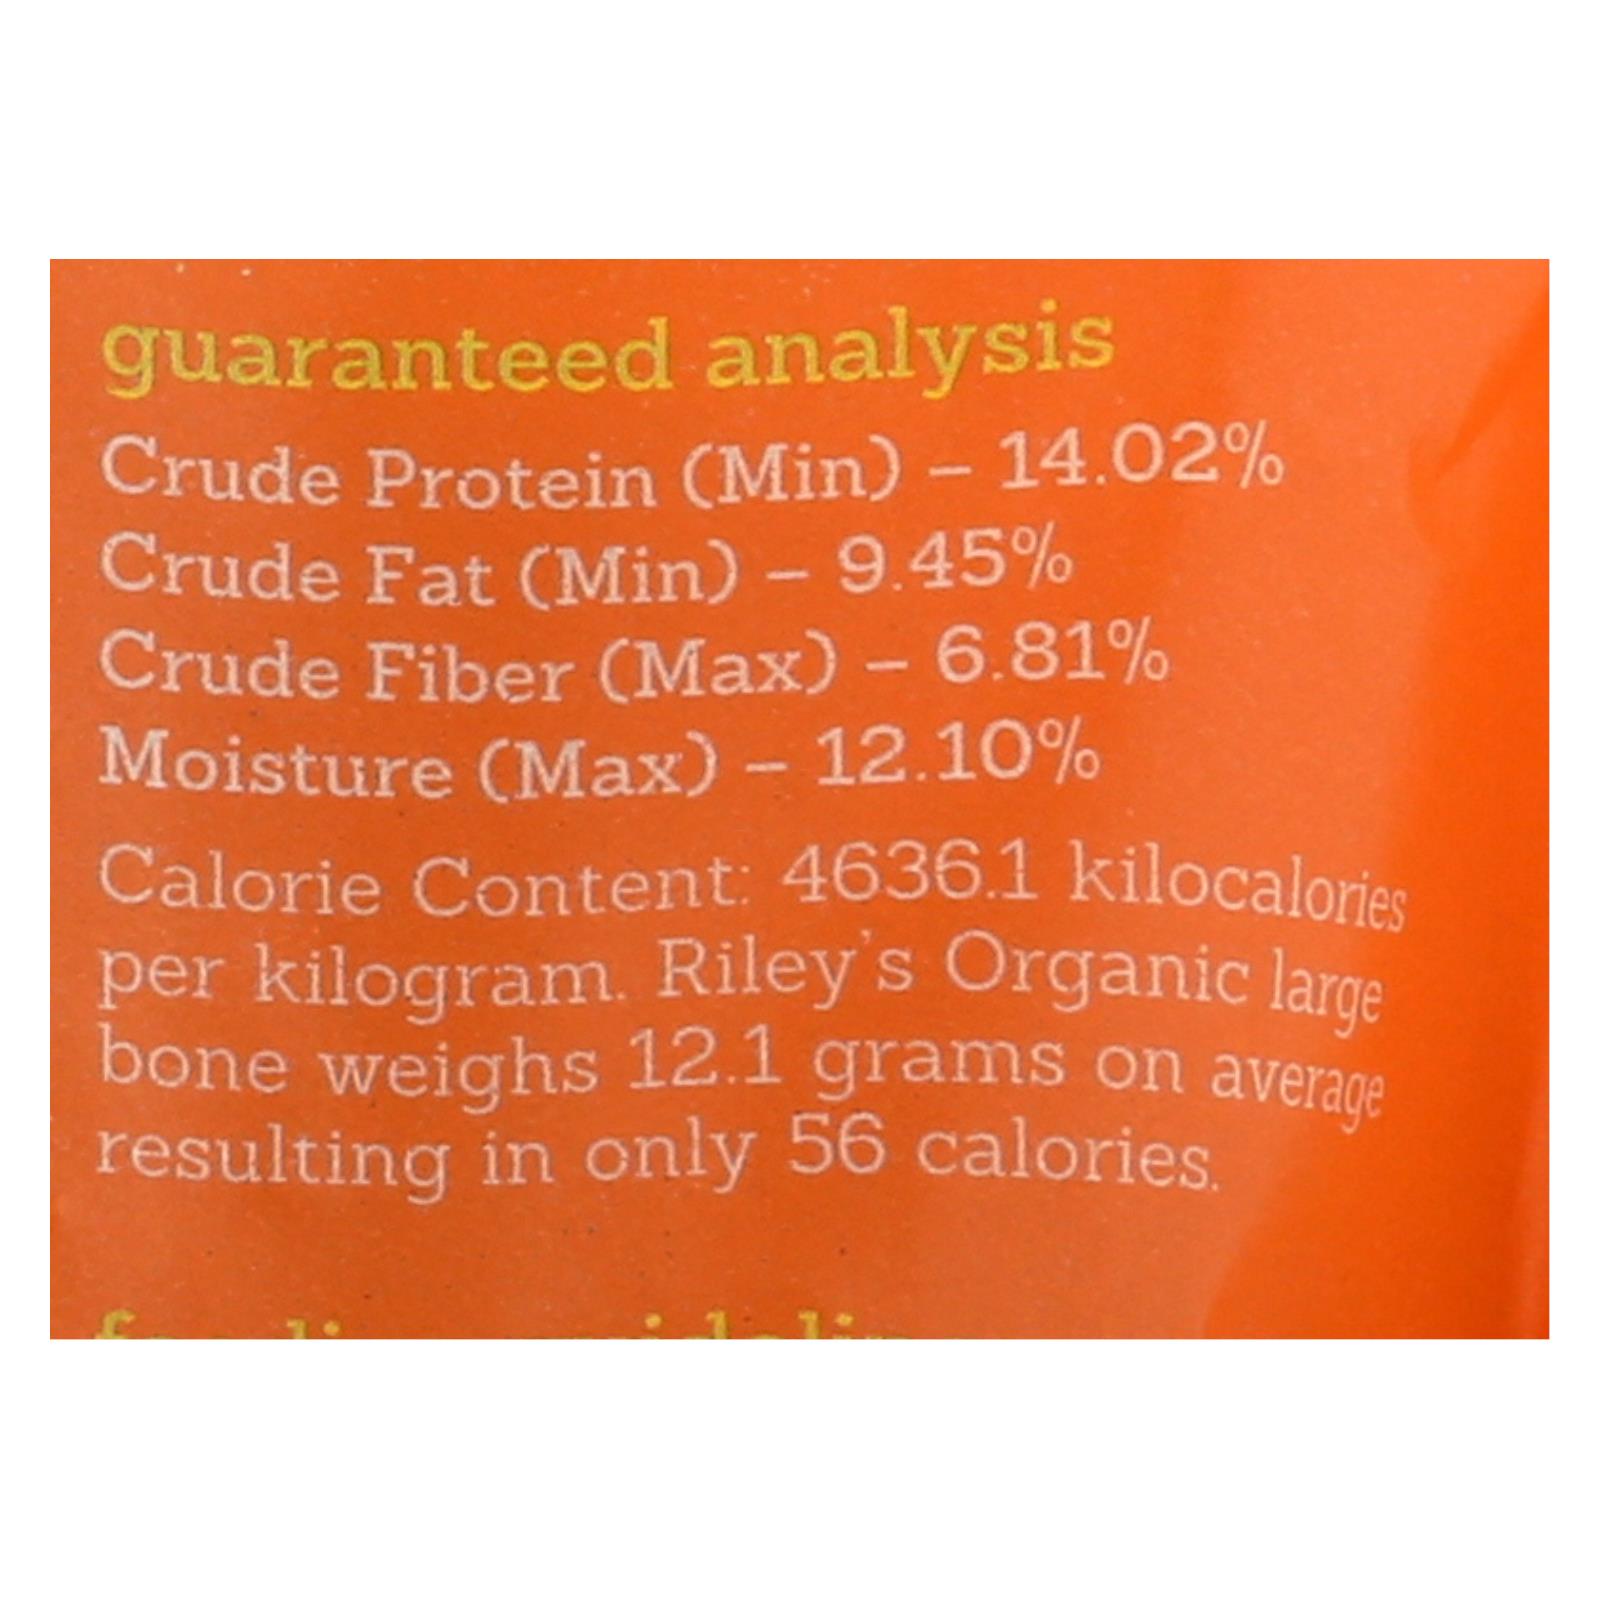 guaranteed analysis
Crude Protein (Min) – 14.02%
Crude Fat (Min) – 9.45%
Crude Fiber (Max) – 6.81%
Moisture (Max) – 12.10%
Calorie Content: 4636.1 kilocalories
per kilogram. Riley's Organic large
bone weighs 12.1 grams on average
resulting in only 56 calories.